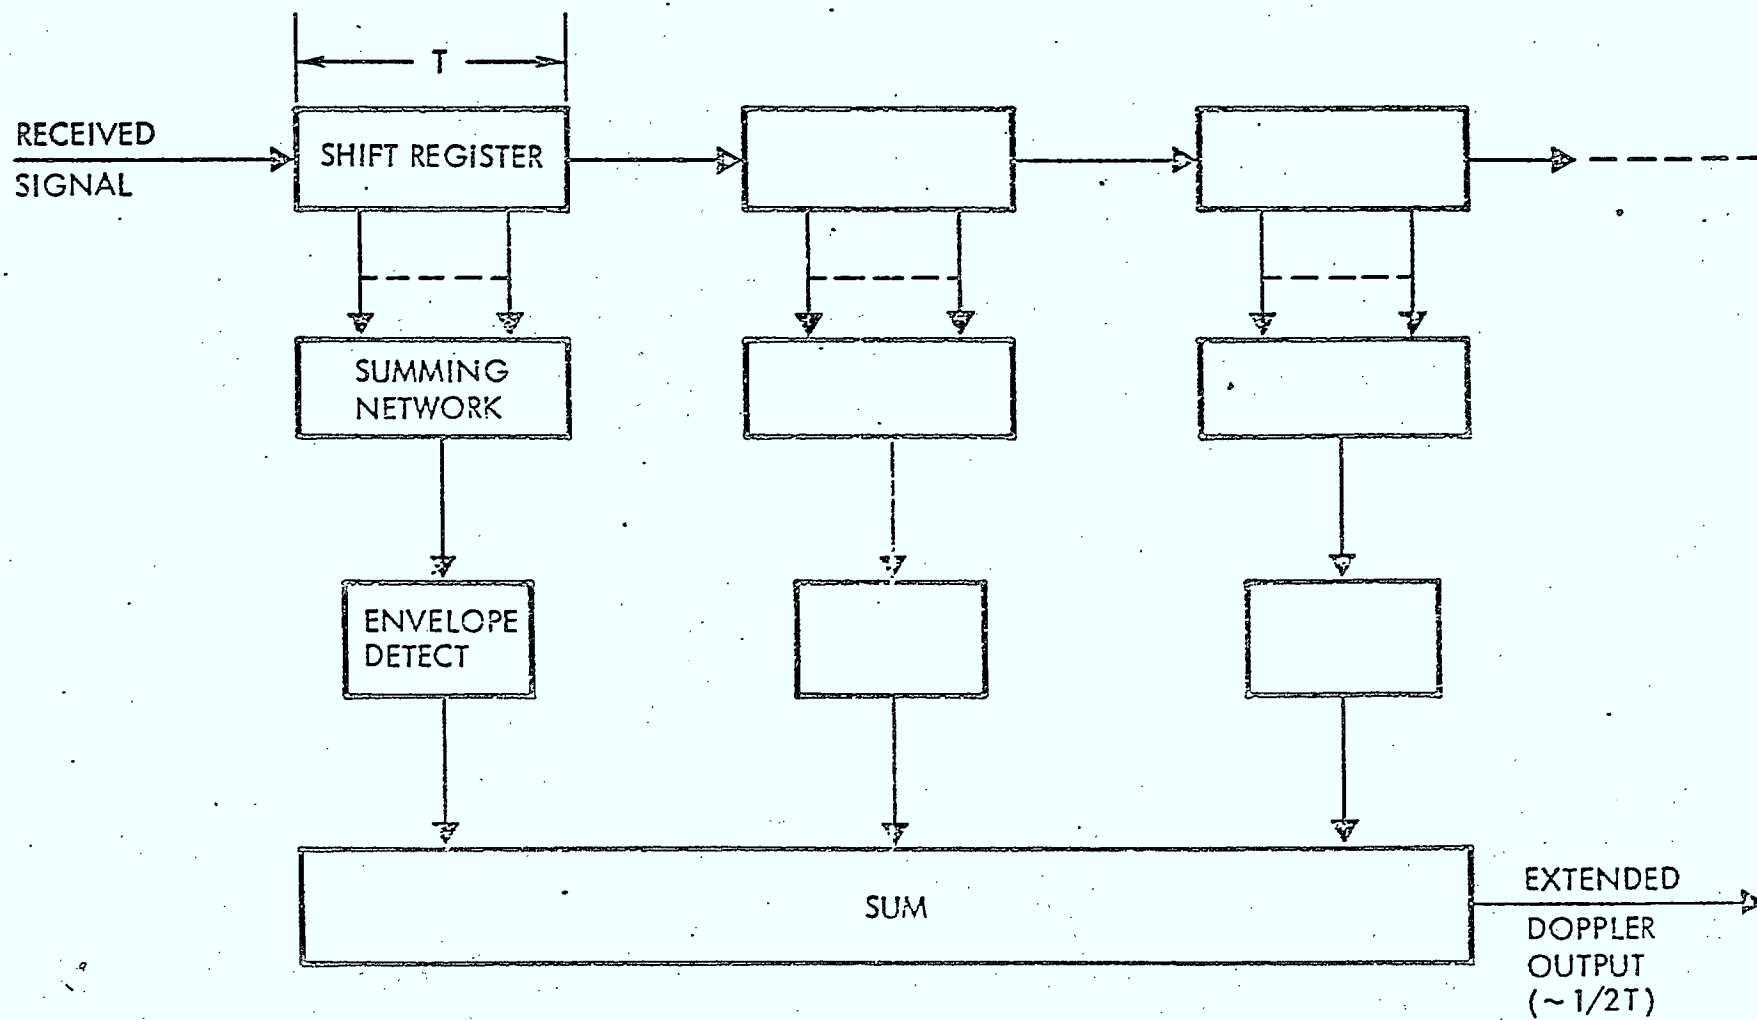 T
RECEIVED
SIGNAL
SHIFT REGISTER
SUMMING
NETWORK
ENVELOPE
DETECT
SUM
EXTENDED
DOPPLER
OUTPUT
(~1/2T)